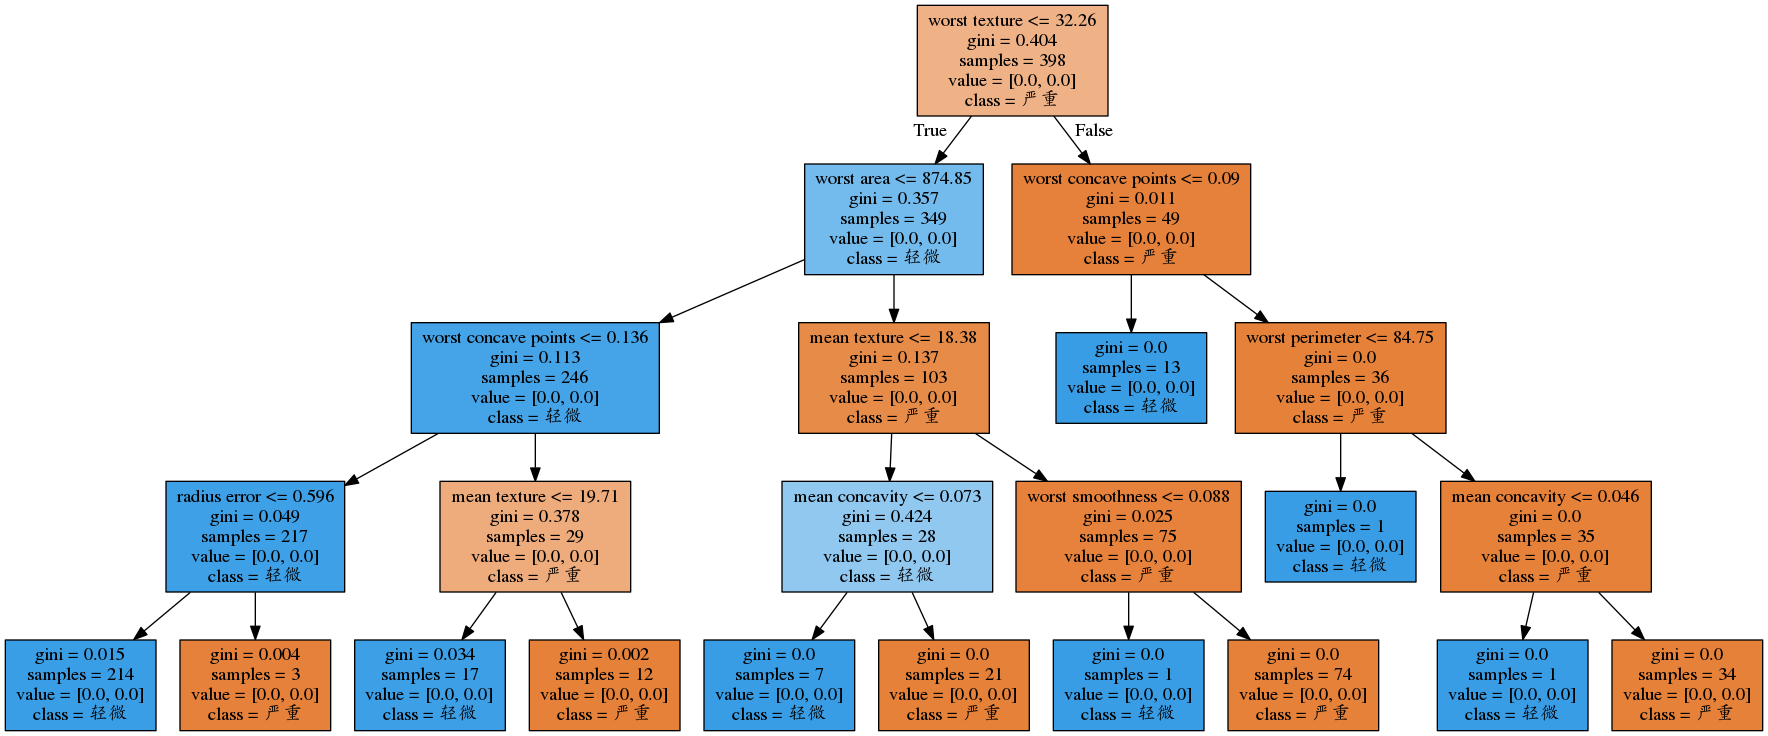 worst texture <= 32.26
gini = 0.404
samples = 398
value = [0.0, 0.0]
class = 严重
True
False
worst area <= 874.85
gini = 0.357
samples = 349
value = [0.0, 0.0]
class = 轻微
worst concave points <= 0.09
gini = 0.011
samples = 49
value = [0.0, 0.0]
class = 严重
worst concave points <= 0.136
gini = 0.113
samples = 246
value = [0.0, 0.0]
class = 轻微
mean texture <= 18.38
gini = 0.137
samples = 103
value = [0.0, 0.0]
class = 严重
gini = 0.0
samples = 13
value = [0.0, 0.0]
class = 轻微
worst perimeter <= 84.75
gini = 0.0
samples = 36
value = [0.0, 0.0]
class = 严重
radius error <= 0.596
gini = 0.049
samples = 217
value = [0.0, 0.0]
class = 轻微
mean texture <= 19.71
gini = 0.378
samples = 29
value = [0.0, 0.0]
class = 严重
mean concavity <= 0.073
gini = 0.424
samples = 28
value = [0.0, 0.0]
class = 轻微
worst smoothness <= 0.088
gini = 0.025
samples = 75
value = [0.0, 0.0]
class = 严重
gini = 0.0
samples = 1
value = [0.0, 0.0]
class = 轻微
mean concavity <= 0.046
gini = 0.0
samples = 35
value = [0.0, 0.0]
class = 严重
gini = 0.015
samples = 214
value = [0.0, 0.0]
class = 轻微
gini = 0.004
samples = 3
value = [0.0, 0.0]
class = 严重
gini = 0.034
samples = 17
value = [0.0, 0.0]
class = 轻微
gini = 0.002
samples = 12
value = [0.0, 0.0]
class = 严重
gini = 0.0
samples = 7
value = [0.0, 0.0]
class = 轻微
gini = 0.0
samples = 21
value = [0.0, 0.0]
class = 严重
gini = 0.0
samples = 1
value = [0.0, 0.0]
class = 轻微
gini = 0.0
samples = 74
value = [0.0, 0.0]
class = 严重
gini = 0.0
samples = 1
value = [0.0, 0.0]
class = 轻微
gini = 0.0
samples = 34
value = [0.0, 0.0]
class = 严重